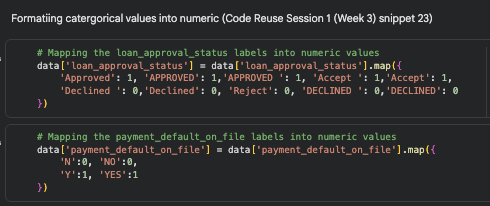 Formatiing catergorical values into numeric (Code Reuse Session 1 (Week 3) snippet 23)
# Mapping the loan_approval_status labels into numeric values
data['loan_approval_status'] = data['loan_approval_status'].map({
'Approved': 1, 'APPROVED': 1,'APPROVED ': 1, 'Accept ': 1,'Accept': 1,
'Declined ': 0,'Declined': 0, 'Reject': 0, 'DECLINED ': 0,'DECLINED': 0
})
# Mapping the payment_default_on_file labels into numeric values
data['payment_default_on_file'] = data['payment_default_on_file'].map({
'N':0, 'NO':0,
'Y':1, 'YES':1
})